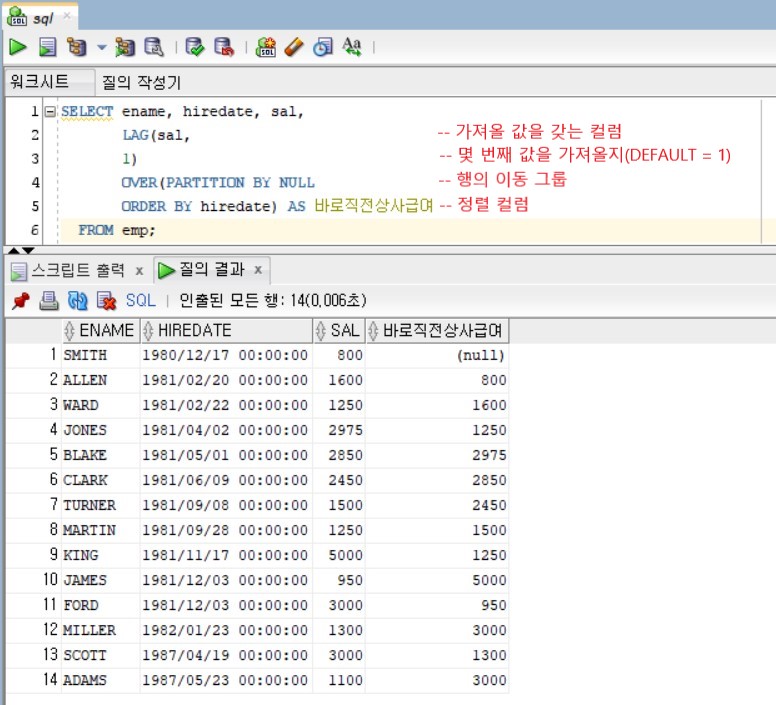 sql
워크시트 질의 작성기
1 SELECT ename, hiredate, sal,
2 LAG(sal, -- 가져올 값을 갖는 컬럼
3 1) -- 몇 번째 값을 가져올지(DEFAULT = 1)
4 OVER(PARTITION BY NULL -- 행의 이동 그룹
5 ORDER BY hiredate) AS 바로직전상사급여 -- 정렬 컬럼
6 FROM emp;
스크립트 출력 x 질의 결과 x
SQL | 인출된 모든 행: 14(0,006초)
ENAME HIREDATE SAL 바로직전상사급여
1 SMITH 1980/12/17 00:00:00 800 (null)
2 ALLEN 1981/02/20 00:00:00 1600 800
3 WARD 1981/02/22 00:00:00 1250 1600
4 JONES 1981/04/02 00:00:00 2975 1250
5 BLAKE 1981/05/01 00:00:00 2850 2975
6 CLARK 1981/06/09 00:00:00 2450 2850
7 TURNER 1981/09/08 00:00:00 1500 2450
8 MARTIN 1981/09/28 00:00:00 1250 1500
9 KING 1981/11/17 00:00:00 5000 1250
10 JAMES 1981/12/03 00:00:00 950 5000
11 FORD 1981/12/03 00:00:00 3000 950
12 MILLER 1982/01/23 00:00:00 1300 3000
13 SCOTT 1987/04/19 00:00:00 3000 1300
14 ADAMS 1987/05/23 00:00:00 1100 3000